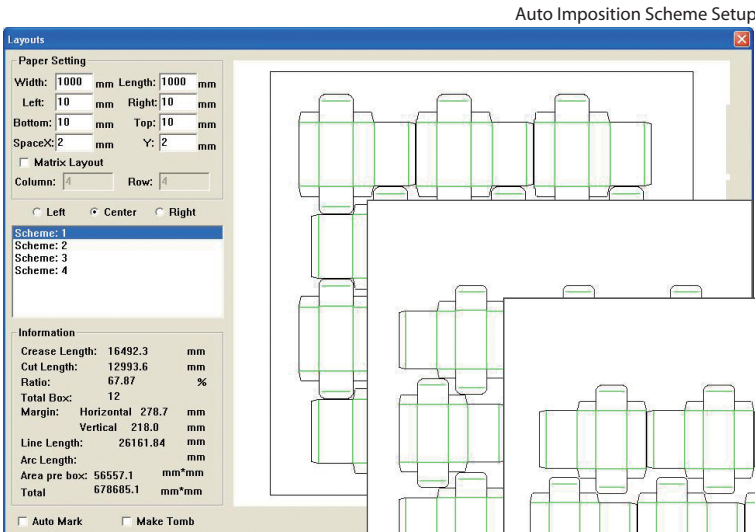 Auto Imposition Scheme Setup
Layouts
Paper Setting
Width: 1000 mm Length: 1000 mm
Left: 10 mm Right: 10 mm
Bottom: 10 mm Top: 10 mm
SpaceX: 2 mm Y: 2 mm
Matrix Layout
Column: 4 Row: 4
Left Center Right
Scheme: 1
Scheme: 2
Scheme: 3
Scheme: 4
Information
Crease Length: 16492.3 mm
Cut Length: 12993.6 mm
Ratio: 67.87 %
Total Box: 12
Margin: Horizontal 278.7 mm
Vertical 218.0 mm
Line Length: 26161.84 mm
Arc Length: mm
Area pre box: 56557.1 mm*mm
Total 678685.1 mm*mm
Auto Mark Make Tomb